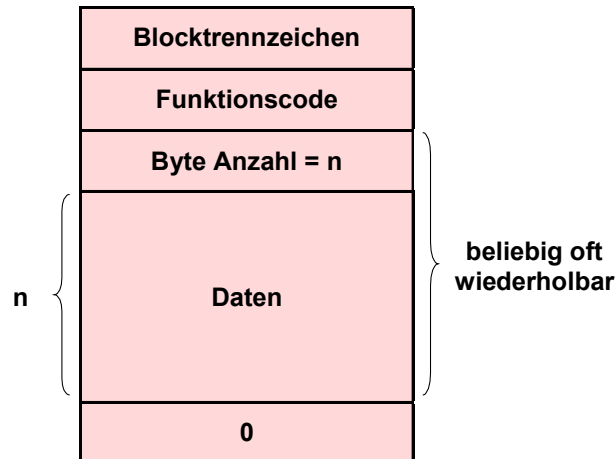 Blocktrennzeichen
Funktionscode
Byte Anzahl = n
n
Daten
beliebig oft
wiederholbar
0